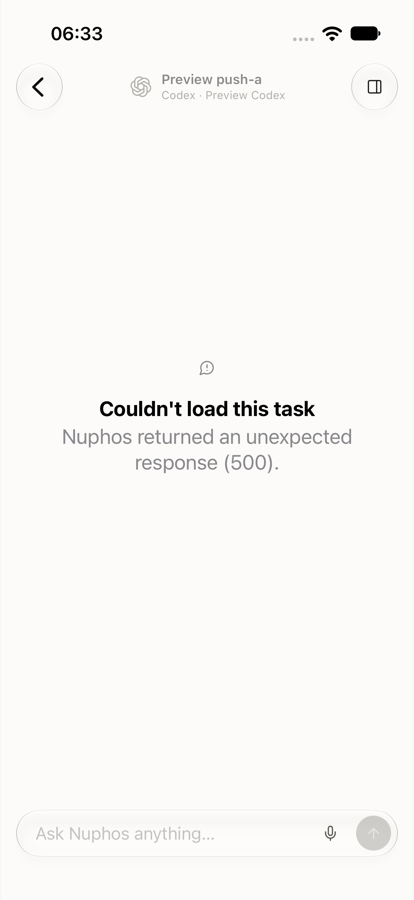 06:33
Preview push-a
Codex · Preview Codex
Couldn't load this task
Nuphos returned an unexpected
response (500).
Ask Nuphos anything...